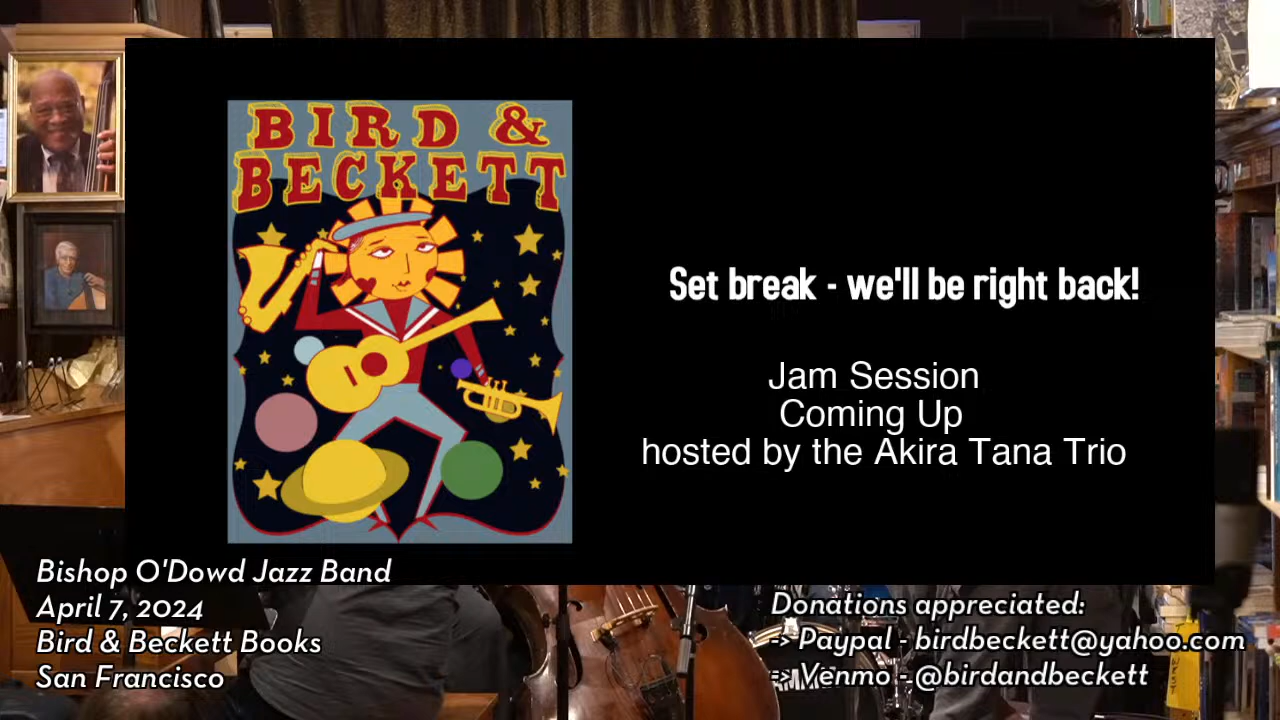 BIRD &
BECKETT
Set break - we'll be right back!
Jam Session
Coming Up
hosted by the Akira Tana Trio
Bishop O'Dowd Jazz Band
April 7, 2024
Bird & Beckett Books
San Francisco
Donations appreciated:
-> Paypal - birdbeckett@yahoo.com
-> Venmo - @birdandbeckett